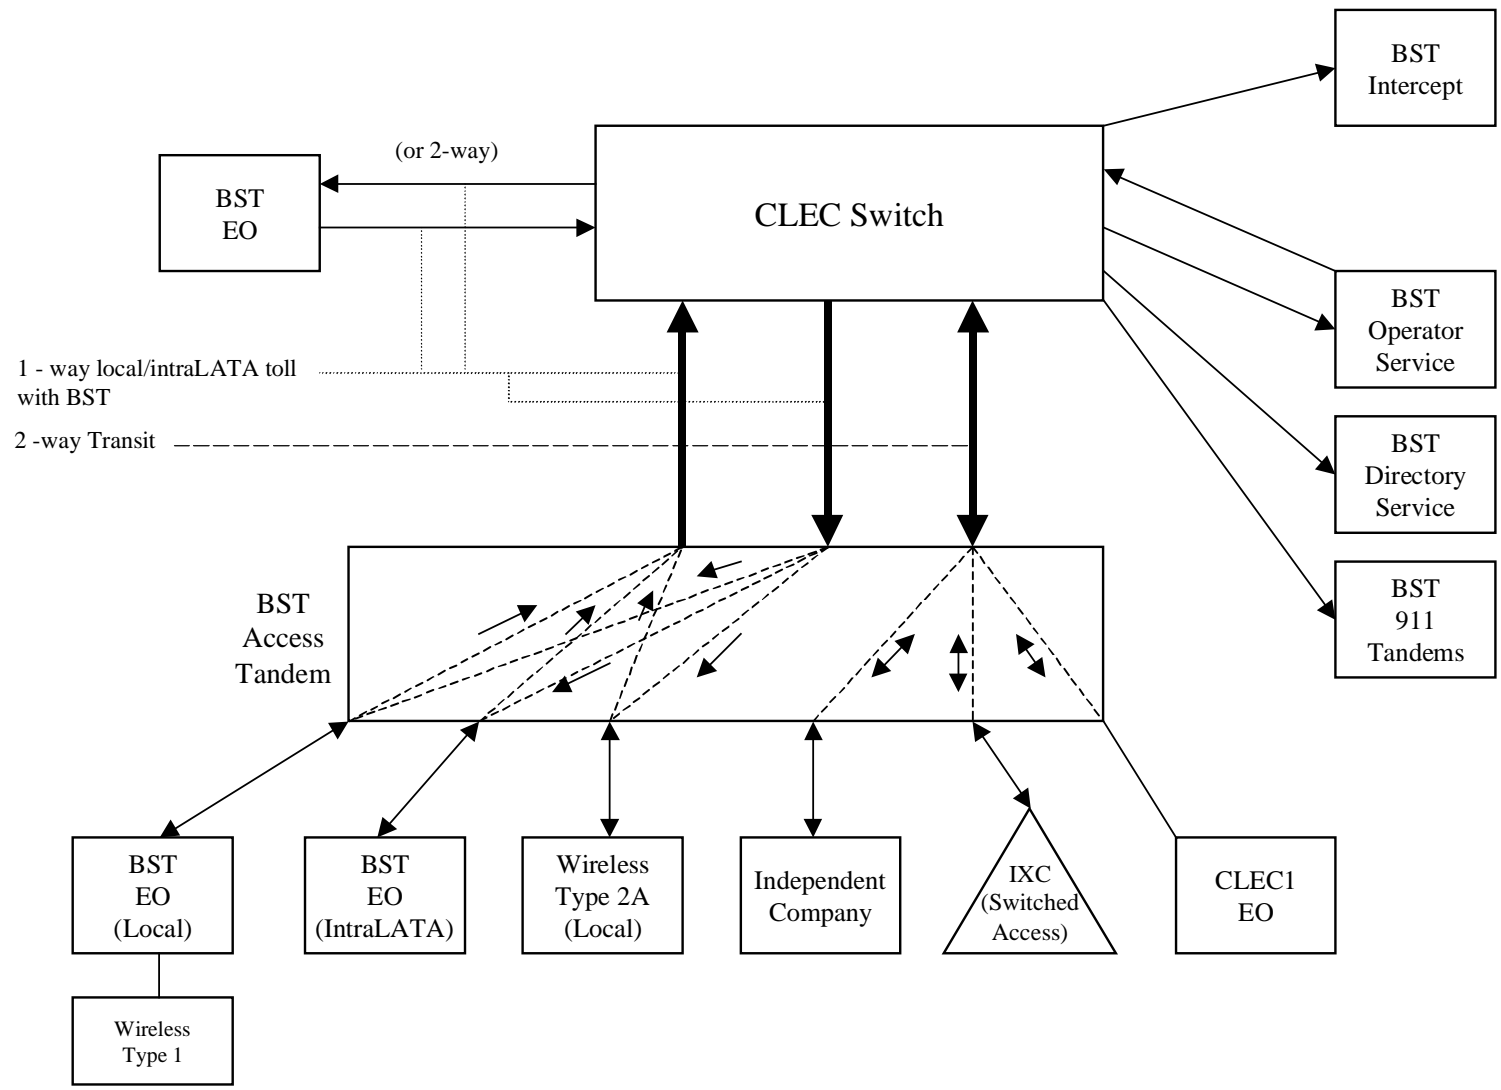 BST
Intercept
(or 2-way)
BST
EO
CLEC Switch
BST
Operator
Service
1 - way local/intraLATA toll
with BST
2 -way Transit
BST
Directory
Service
BST
911
Tandems
BST
Access
Tandem
BST
EO
(Local)
BST
EO
(IntraLATA)
Wireless
Type 2A
(Local)
Independent
Company
IXC
(Switched
Access)
CLEC1
EO
Wireless
Type 1